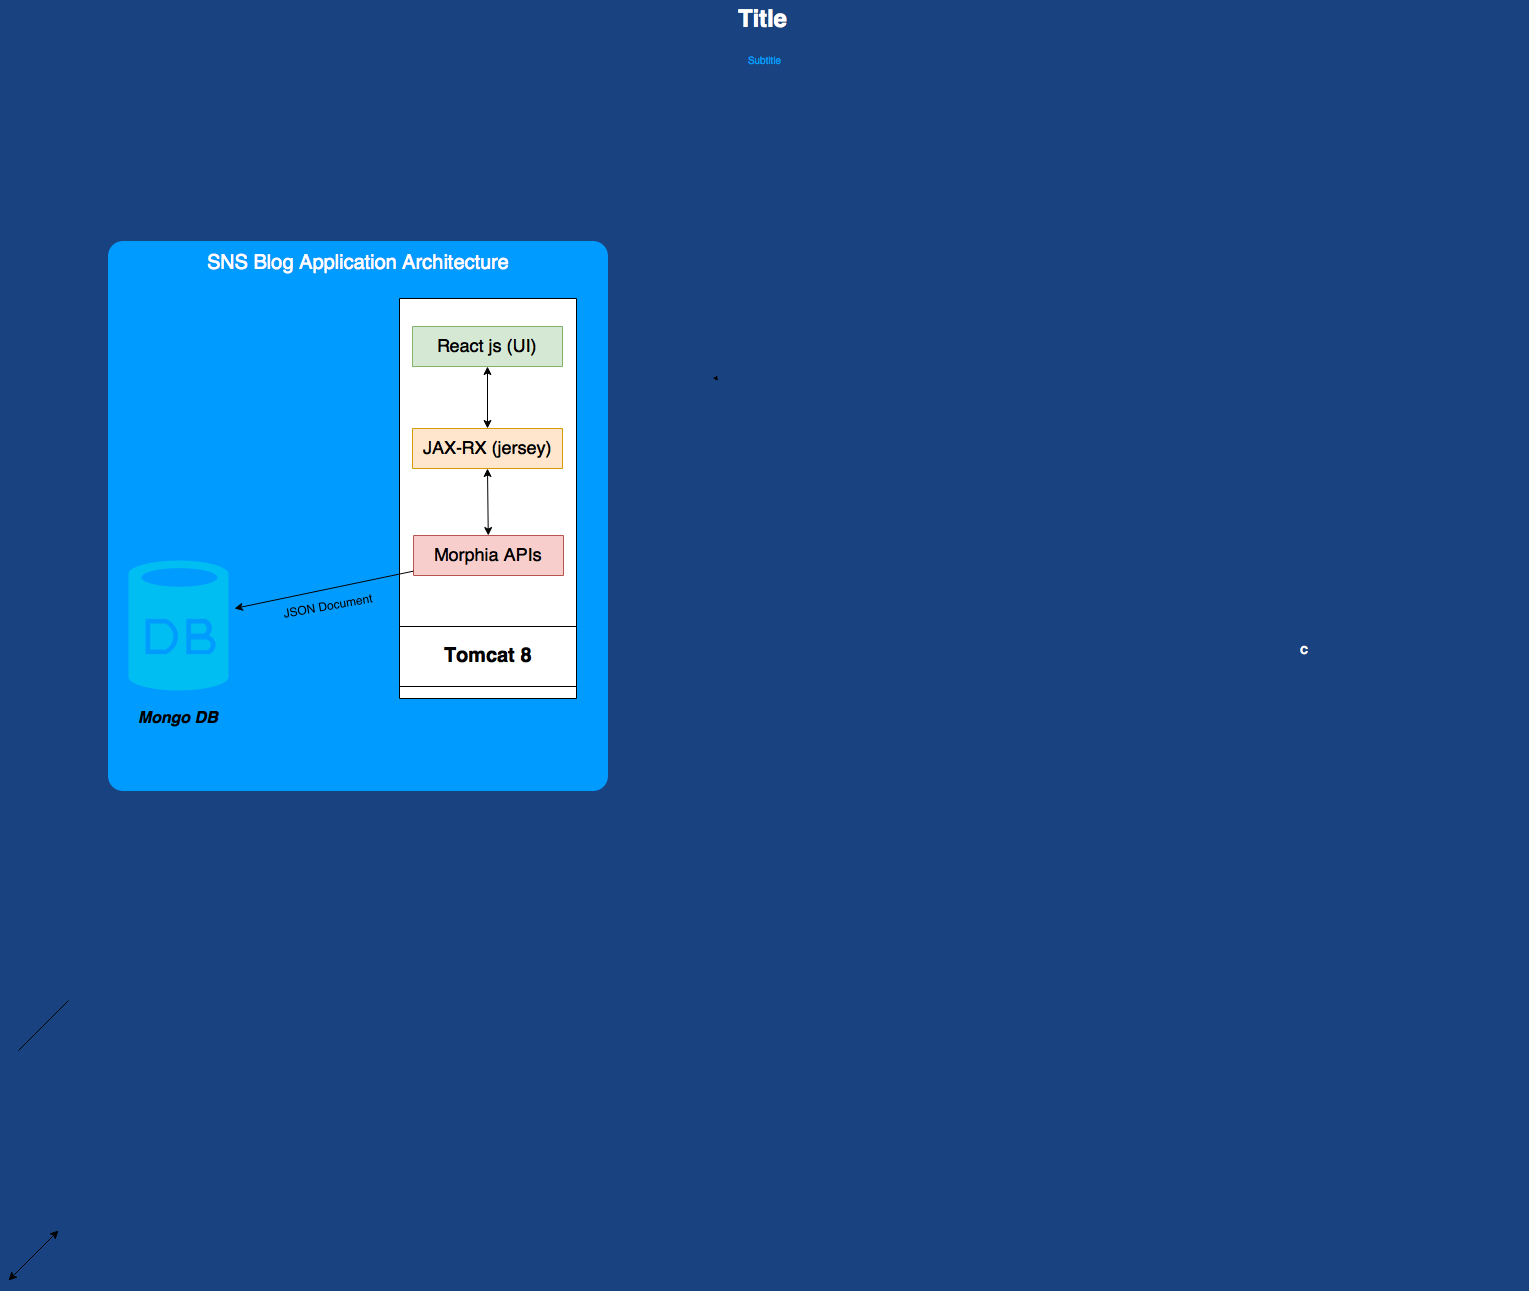 Title
Subtitle
SNS Blog Application Architecture
React js (UI)
JAX-RX (jersey)
Morphia APIs
JSON Document
DB
Tomcat 8
Mongo DB
c